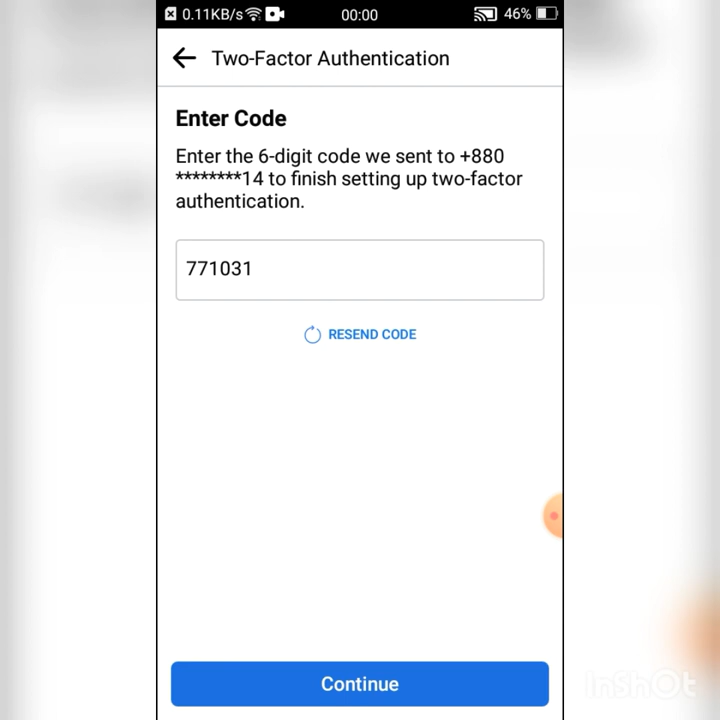 0.11KB/s 00:00 46%
Two-Factor Authentication
Enter Code
Enter the 6-digit code we sent to +880
********14 to finish setting up two-factor
authentication.
771031
RESEND CODE
Continue
InShOt